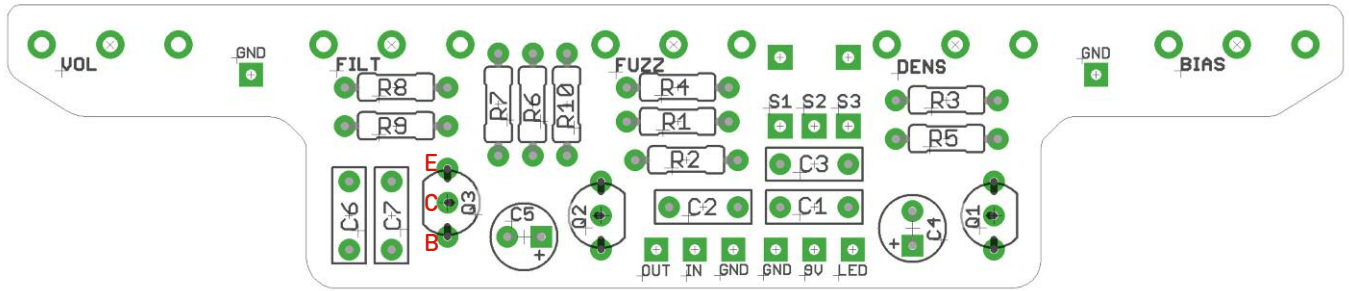 GND
GND
VOL
FILT
FUZZ
DENS
BIAS
R8
R4
R3
R7
R6
R10
S1 S2 S3
R9
R1
R5
R2
E
C3
C
C6
C7
Q3
C5
Q2
C2
C1
C4
Q1
B
+
+
OUT IN GND GND 9V LED